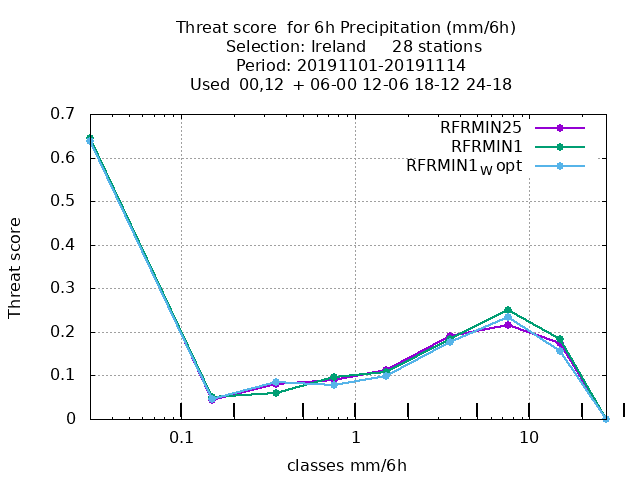 Threat score  for 6h Precipitation (mm/6h)
Selection: Ireland     28 stations
Period: 20191101-20191114
Used  00,12  + 06-00 12-06 18-12 24-18
RFRMIN25
RFRMIN1
RFRMIN1W opt
Threat score
0.7
0.6
0.5
0.4
0.3
0.2
0.1
0
0.1
1
10
classes mm/6h